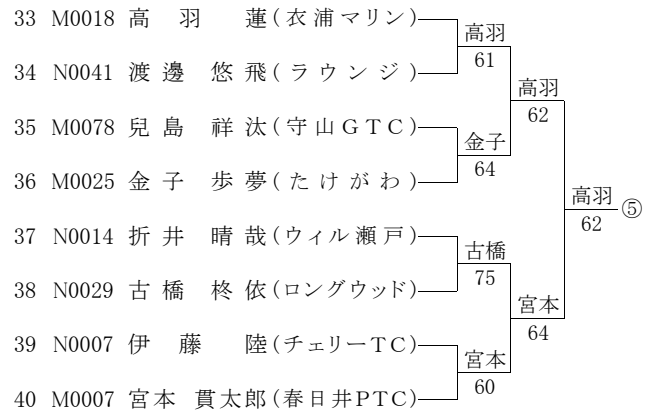 33 M0018 高羽 蓮(衣浦マリン)
高羽
61
34 N0041 渡邊 悠飛(ラウンジ)
高羽
62
35 M0078 兒島 祥汰(守山GTC)
金子
64
36 M0025 金子 歩夢(たけがわ)
高羽
62
⑤
37 N0014 折井 晴哉(ウィル瀬戸)
古橋
75
38 N0029 古橋 柊依(ロングウッド)
宮本
64
39 N0007 伊藤 陸(チェリーTC)
宮本
60
40 M0007 宮本 貫太郎(春日井PTC)